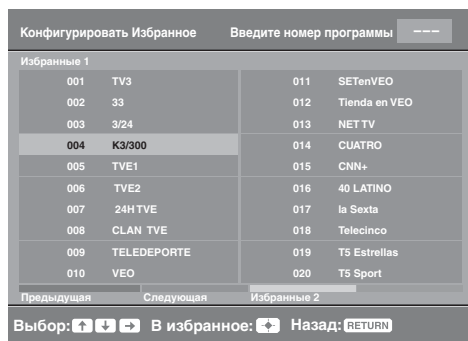 Конфигурировать Избранное Введите номер программы ---
Избранные 1
001 TV3 011 SETenVEO
002 33 012 Tienda en VEO
003 3/24 013 NET TV
004 K3/300 014 CUATRO
005 TVE1 015 CNN+
006 TVE2 016 40 LATINO
007 24H TVE 017 la Sexta
008 CLAN TVE 018 Telecinco
009 TELEDEPORTE 019 T5 Estrellas
010 VEO 020 T5 Sport
Предыдущая Следующая Избранные 2
Выбор: ↑ ↓ → В избранное: Назад: RETURN